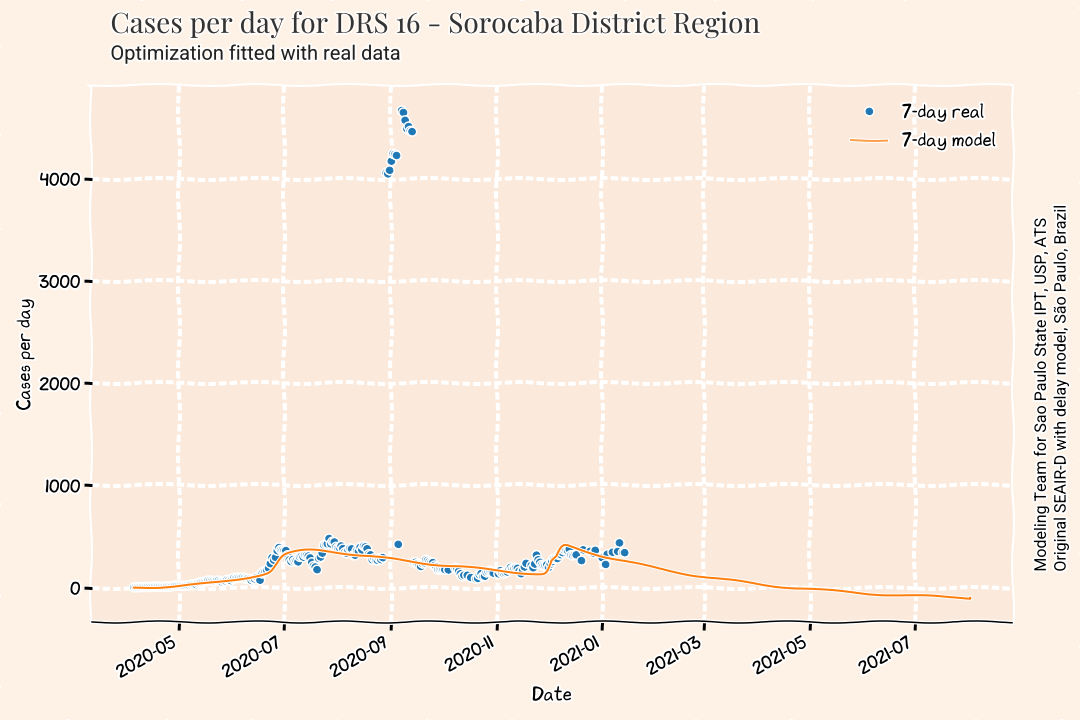 Cases per day for DRS 16 - Sorocaba District Region
Optimization fitted with real data
7-day real
7-day model
4000
3000
2000
1000
0
Cases per day
2020-05
2020-07
2020-09
2020-11
2021-01
2021-03
2021-05
2021-07
Date
Modeling Team for Sao Paulo State IPT, USP, ATS
Original SEAIR-D with delay model, São Paulo, Brazil